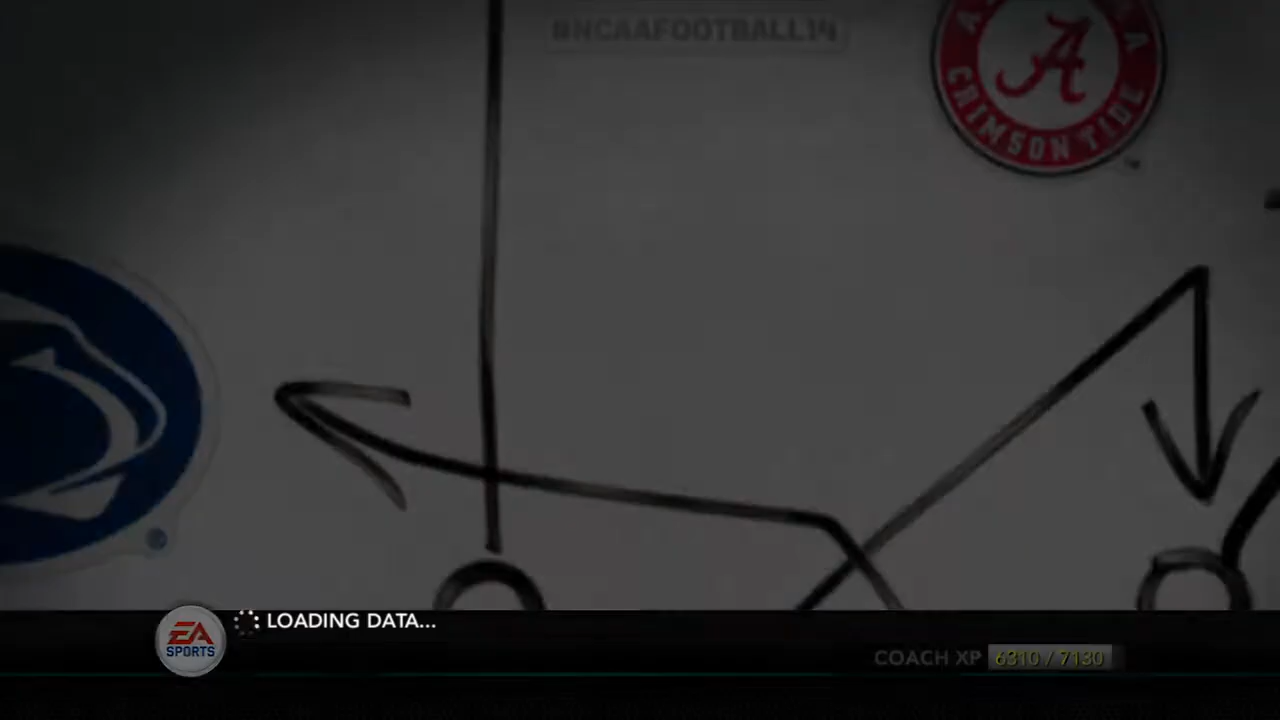 #NCAAFOOTBALL14
CRIMSON TIDE
A
EA
SPORTS
LOADING DATA...
COACH XP 6310 / 7130